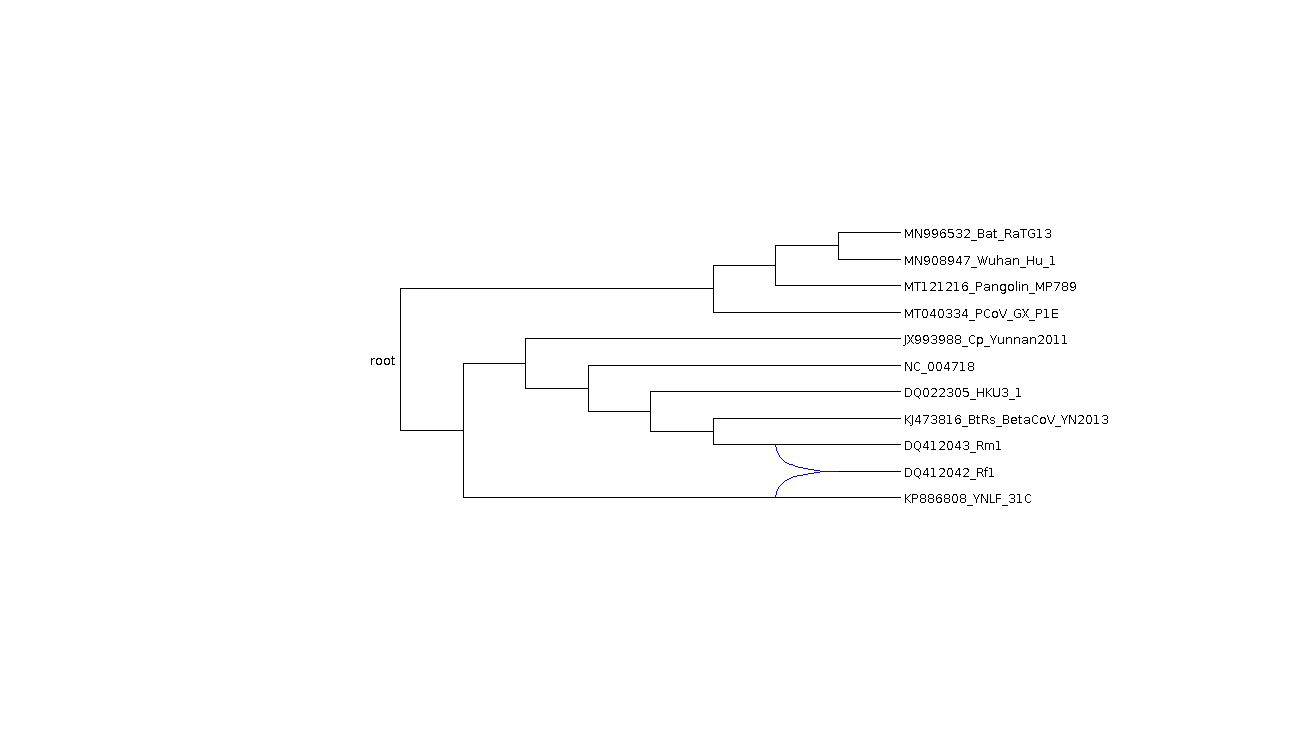 MN996532_Bat_RaTG13
MN908947_Wuhan_Hu_1
MT121216_Pangolin_MP789
MT040334_PCoV_GX_P1E
JX993988_Cp_Yunnan2011
root
NC_004718
DQ022305_HKU3_1
KJ473816_BtRs_BetaCoV_YN2013
DQ412043_Rm1
DQ412042_Rf1
KP886808_YNLF_31C